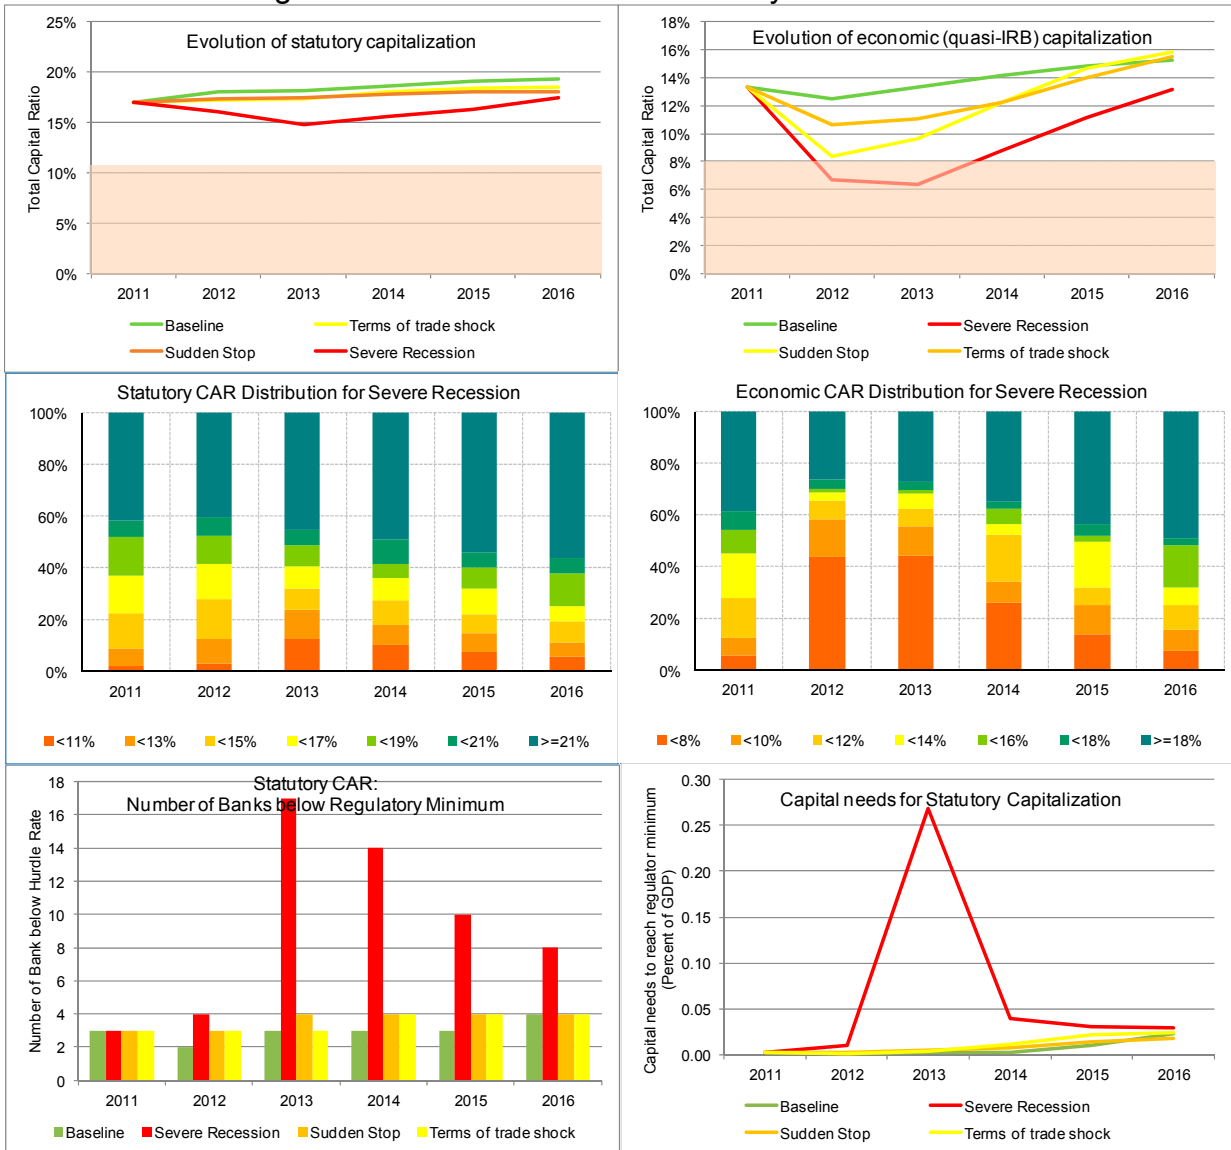 Evolution of statutory capitalization
Total Capital Ratio
25%
20%
15%
10%
5%
0%
2011 2012 2013 2014 2015 2016
Baseline Terms of trade shock
Sudden Stop Severe Recession
Evolution of economic (quasi-IRB) capitalization
Total Capital Ratio
18%
16%
14%
12%
10%
8%
6%
4%
2%
0%
2011 2012 2013 2014 2015 2016
Baseline Severe Recession
Sudden Stop Terms of trade shock
Statutory CAR Distribution for Severe Recession
100%
80%
60%
40%
20%
0%
2011 2012 2013 2014 2015 2016
<11% <13% <15% <17% <19% <21% >=21%
Economic CAR Distribution for Severe Recession
100%
80%
60%
40%
20%
0%
2011 2012 2013 2014 2015 2016
<8% <10% <12% <14% <16% <18% >=18%
Statutory CAR:
Number of Banks below Regulatory Minimum
Number of Bank below Hurdle Rate
18
16
14
12
10
8
6
4
2
0
2011 2012 2013 2014 2015 2016
Baseline Severe Recession Sudden Stop Terms of trade shock
Capital needs for Statutory Capitalization
Capital needs to reach regulator minimum
(Percent of GDP)
0.30
0.25
0.20
0.15
0.10
0.05
0.00
2011 2012 2013 2014 2015 2016
Baseline Severe Recession
Sudden Stop Terms of trade shock